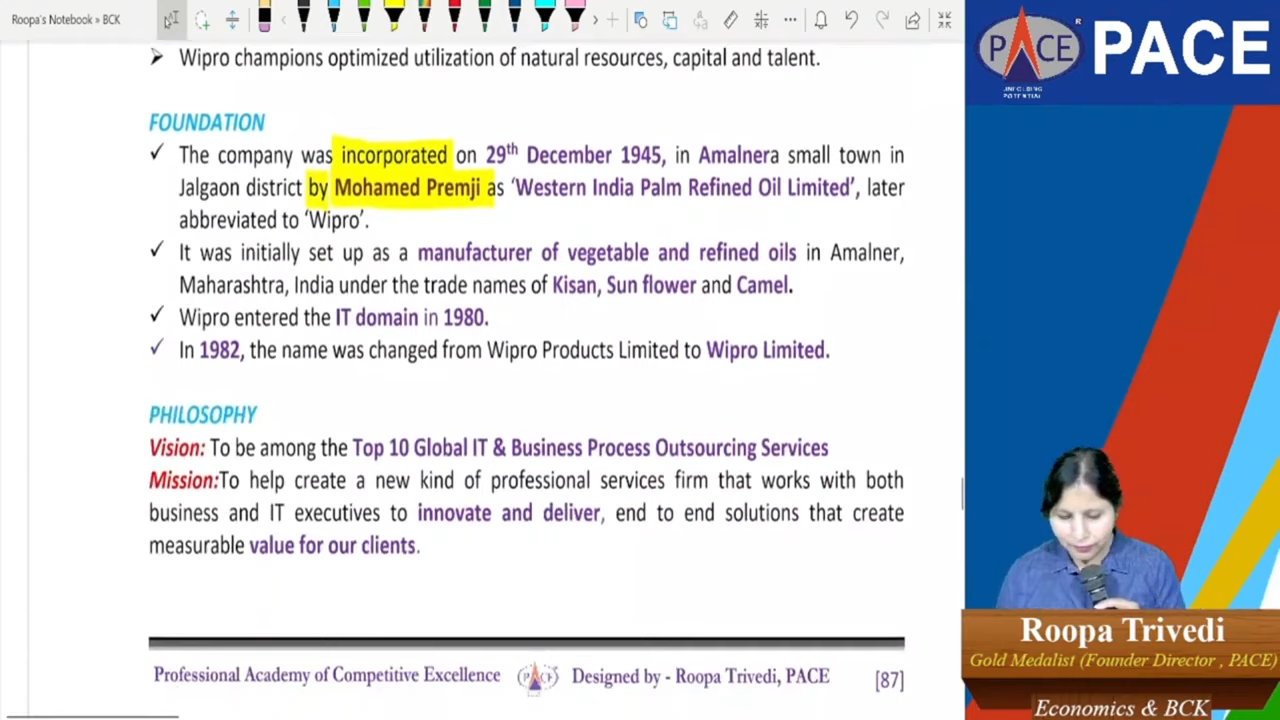 Roopa's Notebook » BCK
➢ Wipro champions optimized utilization of natural resources, capital and talent.
FOUNDATION
✓ The company was incorporated on 29th December 1945, in Amalnera small town in
Jalgaon district by Mohamed Premji as ‘Western India Palm Refined Oil Limited’, later
abbreviated to ‘Wipro’.
✓ It was initially set up as a manufacturer of vegetable and refined oils in Amalner,
Maharashtra, India under the trade names of Kisan, Sun flower and Camel.
✓ Wipro entered the IT domain in 1980.
✓ In 1982, the name was changed from Wipro Products Limited to Wipro Limited.
PHILOSOPHY
Vision: To be among the Top 10 Global IT & Business Process Outsourcing Services
Mission:To help create a new kind of professional services firm that works with both
business and IT executives to innovate and deliver, end to end solutions that create
measurable value for our clients.
Professional Academy of Competitive Excellence PACE Designed by - Roopa Trivedi, PACE [87]
PACE ® PACE
UNFOLDING
POTENTIAL
Roopa Trivedi
Gold Medalist (Founder Director , PACE)
Economics & BCK